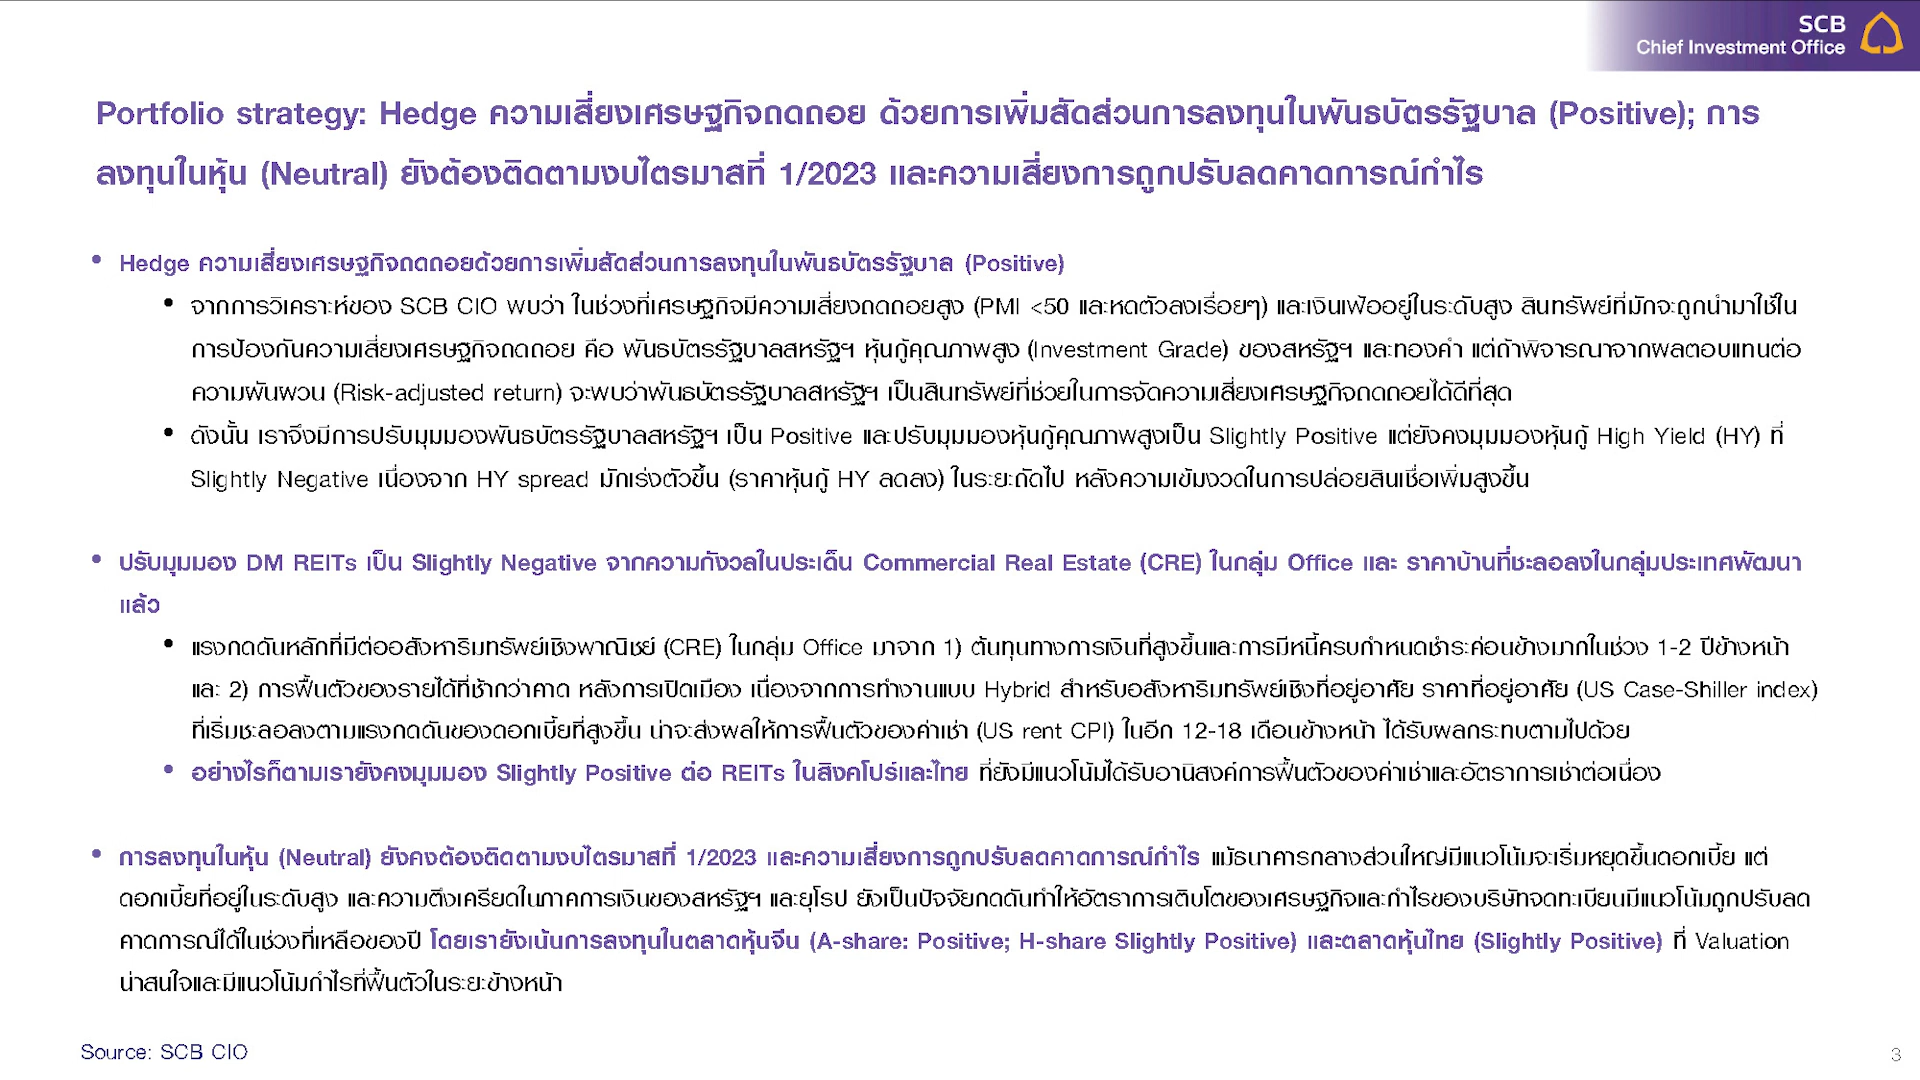 SCB
Chief Investment Office
Portfolio strategy: Hedge ความเสี่ยงเศรษฐกิจถดถอย ด้วยการเพิ่มสัดส่วนการลงทุนในพันธบัตรรัฐบาล (Positive); การ
ลงทุนในหุ้น (Neutral) ยังต้องติดตามงบไตรมาสที่ 1/2023 และความเสี่ยงการถูกปรับลดคาดการณ์กำไร
• Hedge ความเสี่ยงเศรษฐกิจถดถอยด้วยการเพิ่มสัดส่วนการลงทุนในพันธบัตรรัฐบาล (Positive)
• จากการวิเคราะห์ของ SCB CIO พบว่า ในช่วงที่เศรษฐกิจมีความเสี่ยงถดถอยสูง (PMI <50 และหดตัวลงเรื่อยๆ) และเงินเฟ้ออยู่ในระดับสูง สินทรัพย์ที่มักจะถูกนำมาใช้ใน
การป้องกันความเสี่ยงเศรษฐกิจถดถอย คือ พันธบัตรรัฐบาลสหรัฐฯ หุ้นกู้คุณภาพสูง (Investment Grade) ของสหรัฐฯ และทองคำ แต่ถ้าพิจารณาจากผลตอบแทนต่อ
ความผันผวน (Risk-adjusted return) จะพบว่าพันธบัตรรัฐบาลสหรัฐฯ เป็นสินทรัพย์ที่ช่วยในการจัดความเสี่ยงเศรษฐกิจถดถอยได้ดีที่สุด
• ดังนั้น เราจึงมีการปรับมุมมองพันธบัตรรัฐบาลสหรัฐฯ เป็น Positive และปรับมุมมองหุ้นกู้คุณภาพสูงเป็น Slightly Positive แต่ยังคงมุมมองหุ้นกู้ High Yield (HY) ที่
Slightly Negative เนื่องจาก HY spread มักเร่งตัวขึ้น (ราคาหุ้นกู้ HY ลดลง) ในระยะถัดไป หลังความเข้มงวดในการปล่อยสินเชื่อเพิ่มสูงขึ้น
• ปรับมุมมอง DM REITs เป็น Slightly Negative จากความกังวลในประเด็น Commercial Real Estate (CRE) ในกลุ่ม Office และ ราคาบ้านที่ชะลอลงในกลุ่มประเทศพัฒนา
แล้ว
• แรงกดดันหลักที่มีต่ออสังหาริมทรัพย์เชิงพาณิชย์ (CRE) ในกลุ่ม Office มาจาก 1) ต้นทุนทางการเงินที่สูงขึ้นและการมีหนี้ครบกำหนดชำระค่อนข้างมากในช่วง 1-2 ปีข้างหน้า
และ 2) การฟื้นตัวของรายได้ที่ช้ากว่าคาด หลังการเปิดเมือง เนื่องจากการทำงานแบบ Hybrid สำหรับอสังหาริมทรัพย์เชิงที่อยู่อาศัย ราคาที่อยู่อาศัย (US Case-Shiller index)
ที่เริ่มชะลอลงตามแรงกดดันของดอกเบี้ยที่สูงขึ้น น่าจะส่งผลให้การฟื้นตัวของค่าเช่า (US rent CPI) ในอีก 12-18 เดือนข้างหน้า ได้รับผลกระทบตามไปด้วย
• อย่างไรก็ตามเรายังคงมุมมอง Slightly Positive ต่อ REITs ในสิงคโปร์และไทย ที่ยังมีแนวโน้มได้รับอานิสงค์การฟื้นตัวของค่าเช่าและอัตราการเช่าต่อเนื่อง
• การลงทุนในหุ้น (Neutral) ยังคงต้องติดตามงบไตรมาสที่ 1/2023 และความเสี่ยงการถูกปรับลดคาดการณ์กำไร แม้ธนาคารกลางส่วนใหญ่มีแนวโน้มจะเริ่มหยุดขึ้นดอกเบี้ย แต่
ดอกเบี้ยที่อยู่ในระดับสูง และความตึงเครียดในภาคการเงินของสหรัฐฯ และยุโรป ยังเป็นปัจจัยกดดันทำให้อัตราการเติบโตของเศรษฐกิจและกำไรของบริษัทจดทะเบียนมีแนวโน้มถูกปรับลด
คาดการณ์ได้ในช่วงที่เหลือของปี โดยเรายังเน้นการลงทุนในตลาดหุ้นจีน (A-share: Positive; H-share Slightly Positive) และตลาดหุ้นไทย (Slightly Positive) ที่ Valuation
น่าสนใจและมีแนวโน้มกำไรที่ฟื้นตัวในระยะข้างหน้า
Source: SCB CIO
3